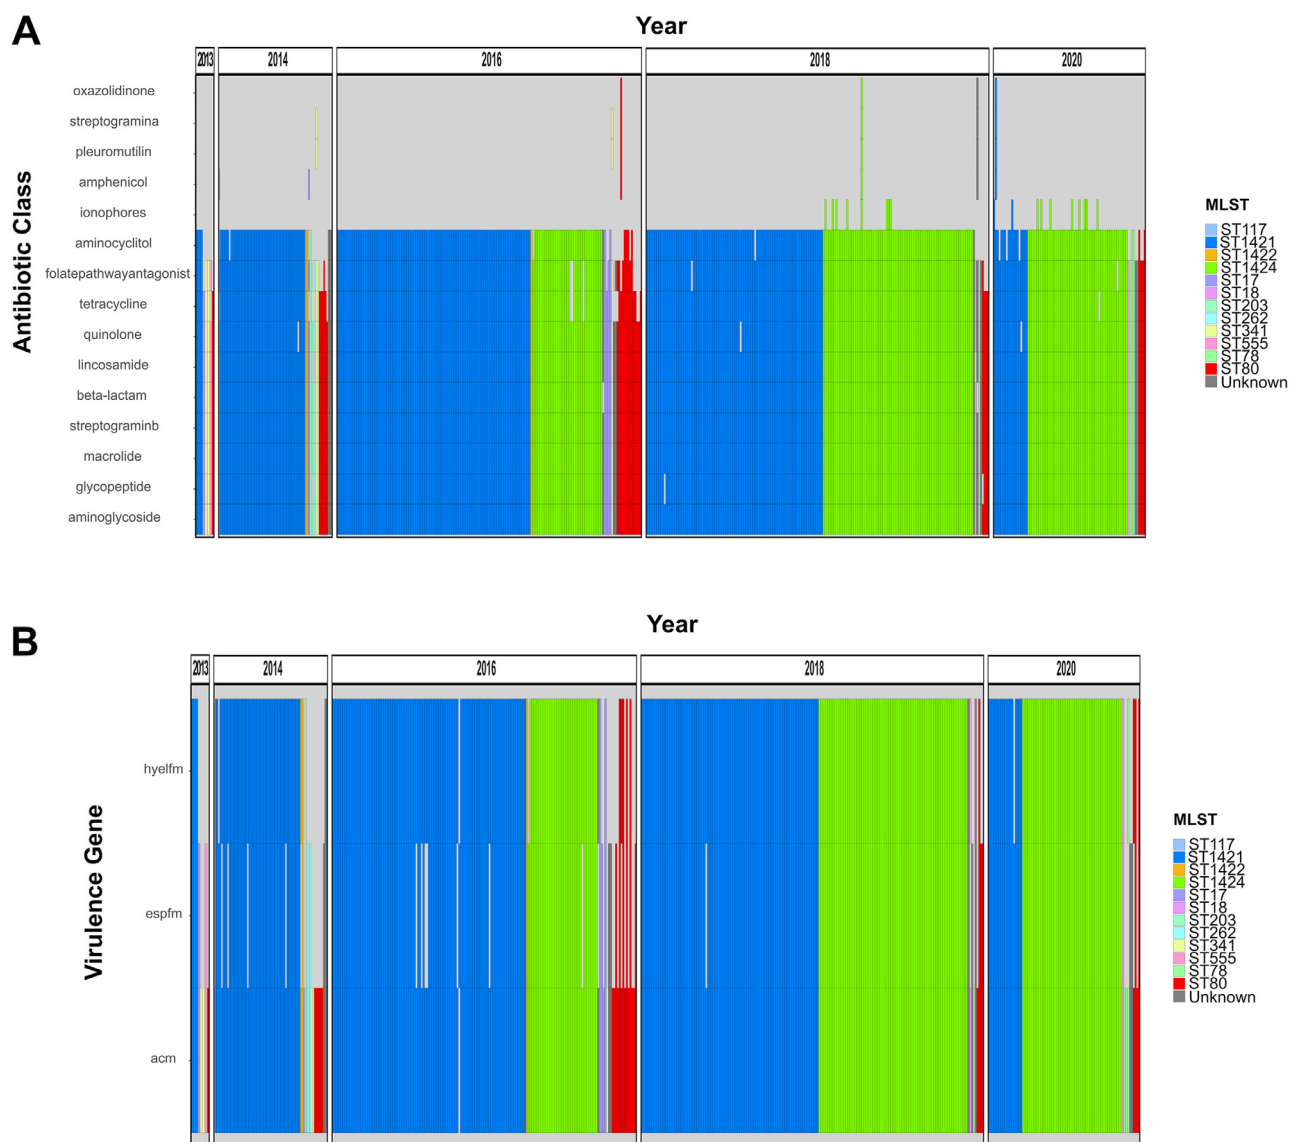 A
Year
2013 2014 2016 2018 2020
Antibiotic Class
oxazolidinone
streptogramina
pleuromutilin
amphenicol
ionophores
aminocyclitol
folatepathwayantagonist
tetracycline
quinolone
lincosamide
beta-lactam
streptograminb
macrolide
glycopeptide
aminoglycoside
MLST
ST117
ST1421
ST1422
ST1424
ST17
ST18
ST203
ST262
ST341
ST555
ST78
ST80
Unknown
B
Year
2013 2014 2016 2018 2020
Virulence Gene
hyelfm
espfm
acm
MLST
ST117
ST1421
ST1422
ST1424
ST17
ST18
ST203
ST262
ST341
ST555
ST78
ST80
Unknown